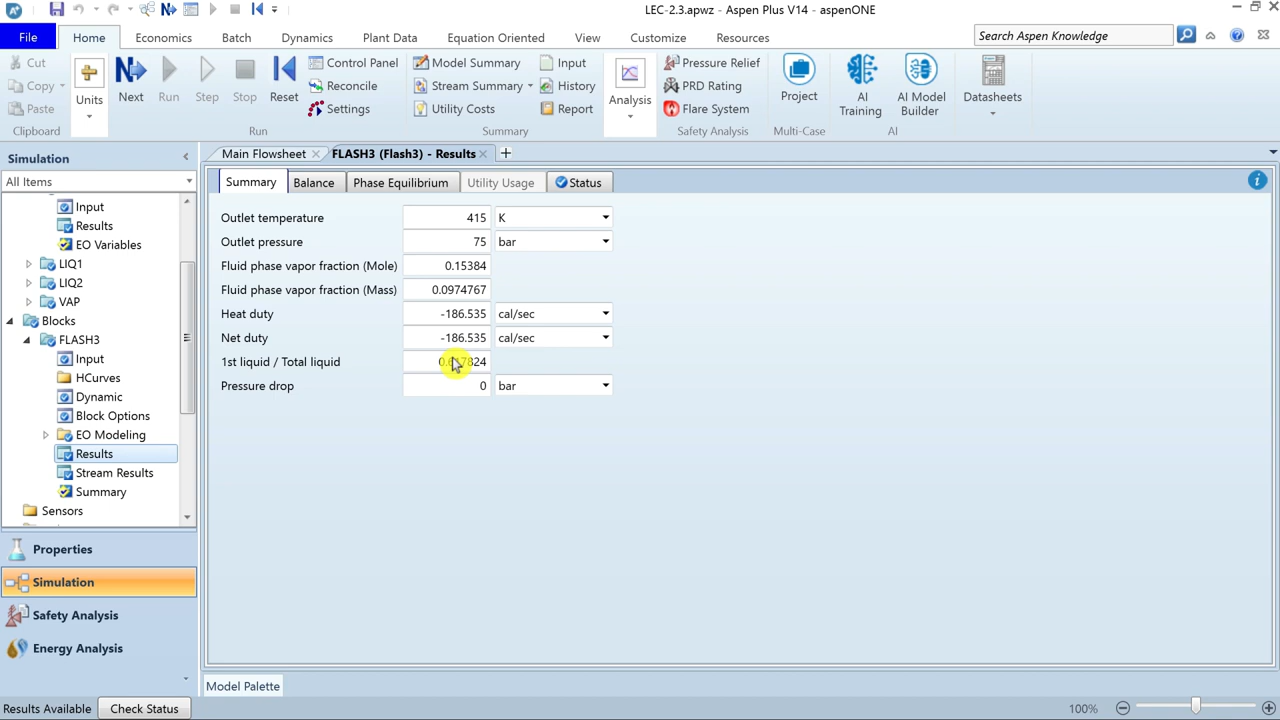 LEC-2.3.apwz - Aspen Plus V14 - aspenONE
File Home Economics Batch Dynamics Plant Data Equation Oriented View Customize Resources Search Aspen Knowledge
Cut Copy Paste Clipboard
Units
Next Run Step Stop Reset Control Panel Reconcile Settings Run
Model Summary Stream Summary Utility Costs Input History Report Summary
Analysis
Pressure Relief PRD Rating Flare System Safety Analysis
Project Multi-Case
AI Training AI Model Builder AI
Datasheets
Simulation
All Items
Input
Results
EO Variables
LIQ1
LIQ2
VAP
Blocks
FLASH3
Input
HCurves
Dynamic
Block Options
EO Modeling
Results
Stream Results
Summary
Sensors
Properties
Simulation
Safety Analysis
Energy Analysis
Main Flowsheet FLASH3 (Flash3) - Results
Summary Balance Phase Equilibrium Utility Usage Status
Outlet temperature 415 K
Outlet pressure 75 bar
Fluid phase vapor fraction (Mole) 0.15384
Fluid phase vapor fraction (Mass) 0.0974767
Heat duty -186.535 cal/sec
Net duty -186.535 cal/sec
1st liquid / Total liquid
Pressure drop 0 bar
Model Palette
Results Available Check Status 100%